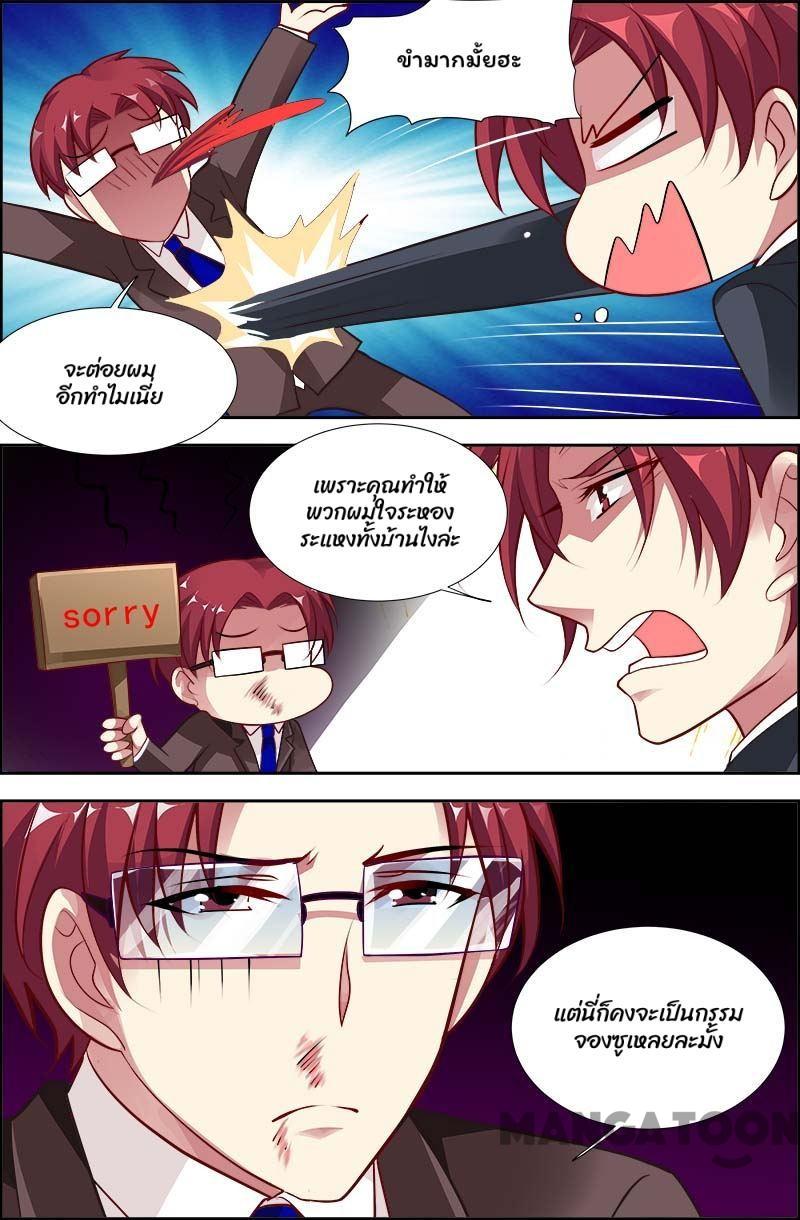 ขำมากมั้ยฮะ
จะต่อยผม
อีกทำไมเนี่ย
เพราะคุณทำให้
พวกผมใจระหอง
ระแหงทั้งบ้านไงล่ะ
sorry
แต่นี่ก็คงจะเป็นกรรม
ของซูเหลยละมั้ง
MANGATOON